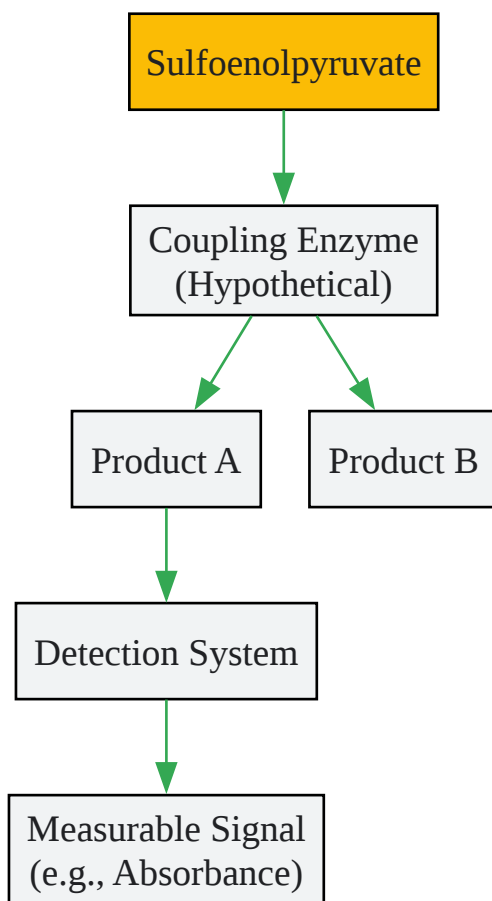 Sulfoenolpyruvate
Coupling Enzyme
(Hypothetical)
Product A
Product B
Detection System
Measurable Signal
(e.g., Absorbance)